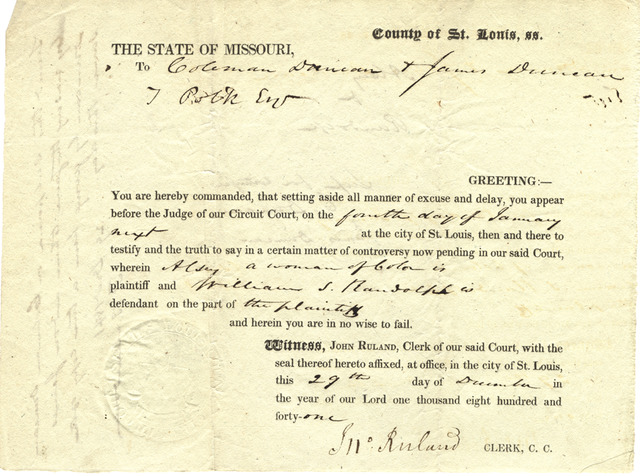 County of St. Louis, ss.
THE STATE OF MISSOURI,
To Coleman Duncan & James Duncan
T Polk Esq
GREETING:—
You are hereby commanded, that setting aside all manner of excuse and delay, you appear
before the Judge of our Circuit Court, on the fourth day of January
next at the city of St. Louis, then and there to
testify and the truth to say in a certain matter of controversy now pending in our said Court,
wherein Alsey a woman of Color is
plaintiff and William S. Randolph is
defendant on the part of the plaintiff
and herein you are in no wise to fail.
Witness, JOHN RULAND, Clerk of our said Court, with the
seal thereof hereto affixed, at office, in the city of St. Louis,
this 29th day of December in
the year of our Lord one thousand eight hundred and
forty-one
Jno Ruland CLERK, C. C.